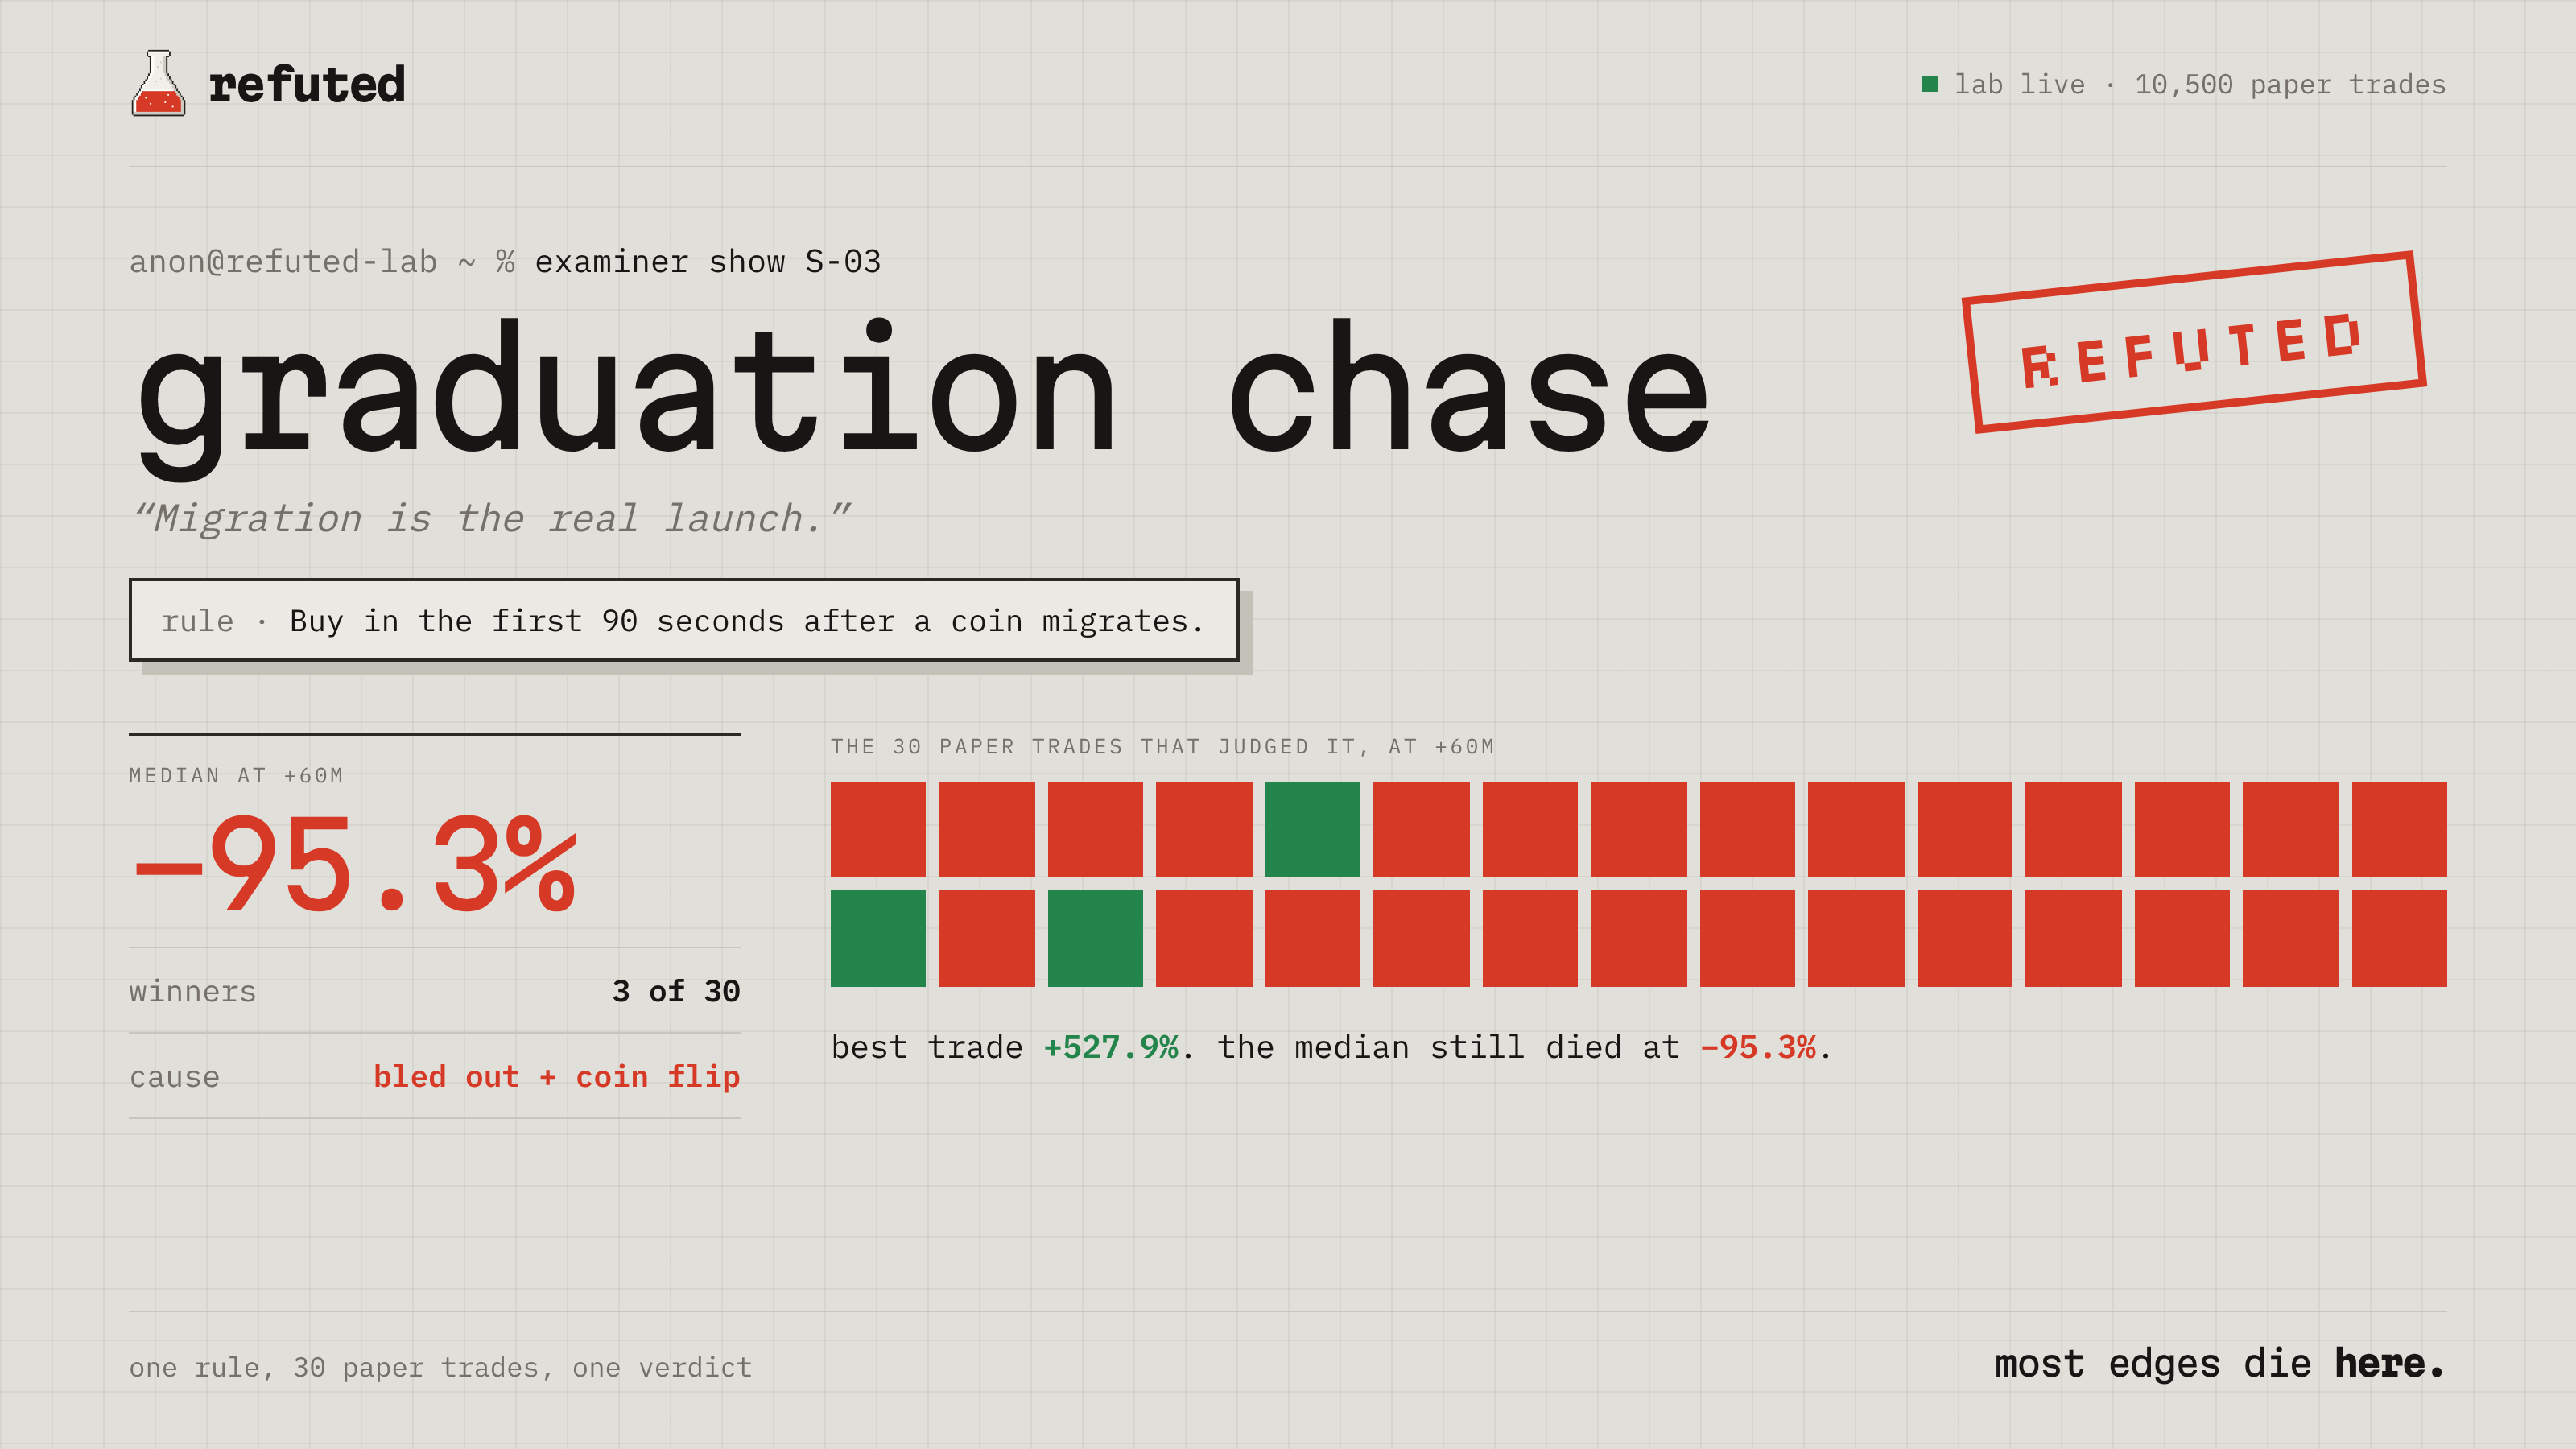 refuted
lab live · 10,500 paper trades
anon@refuted-lab ~ % examiner show S-03
graduation chase
REFUTED
“Migration is the real launch.”
rule · Buy in the first 90 seconds after a coin migrates.
MEDIAN AT +60M
−95.3%
winners 3 of 30
cause bled out + coin flip
THE 30 PAPER TRADES THAT JUDGED IT, AT +60M
best trade +527.9%. the median still died at −95.3%.
one rule, 30 paper trades, one verdict
most edges die here.